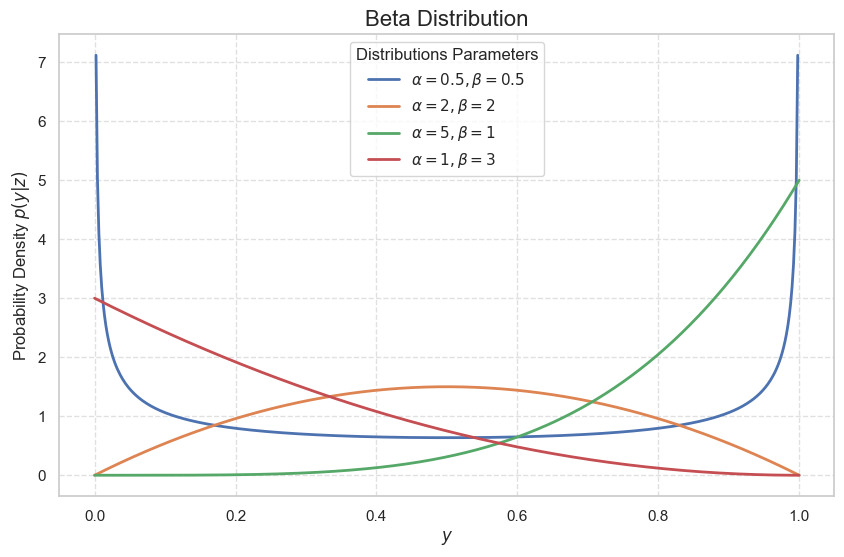 Beta Distribution
Distributions Parameters
α = 0.5, β = 0.5
α = 2, β = 2
α = 5, β = 1
α = 1, β = 3
Probability Density p(y|z)
7
6
5
4
3
2
1
0
0.0 0.2 0.4 0.6 0.8 1.0
y